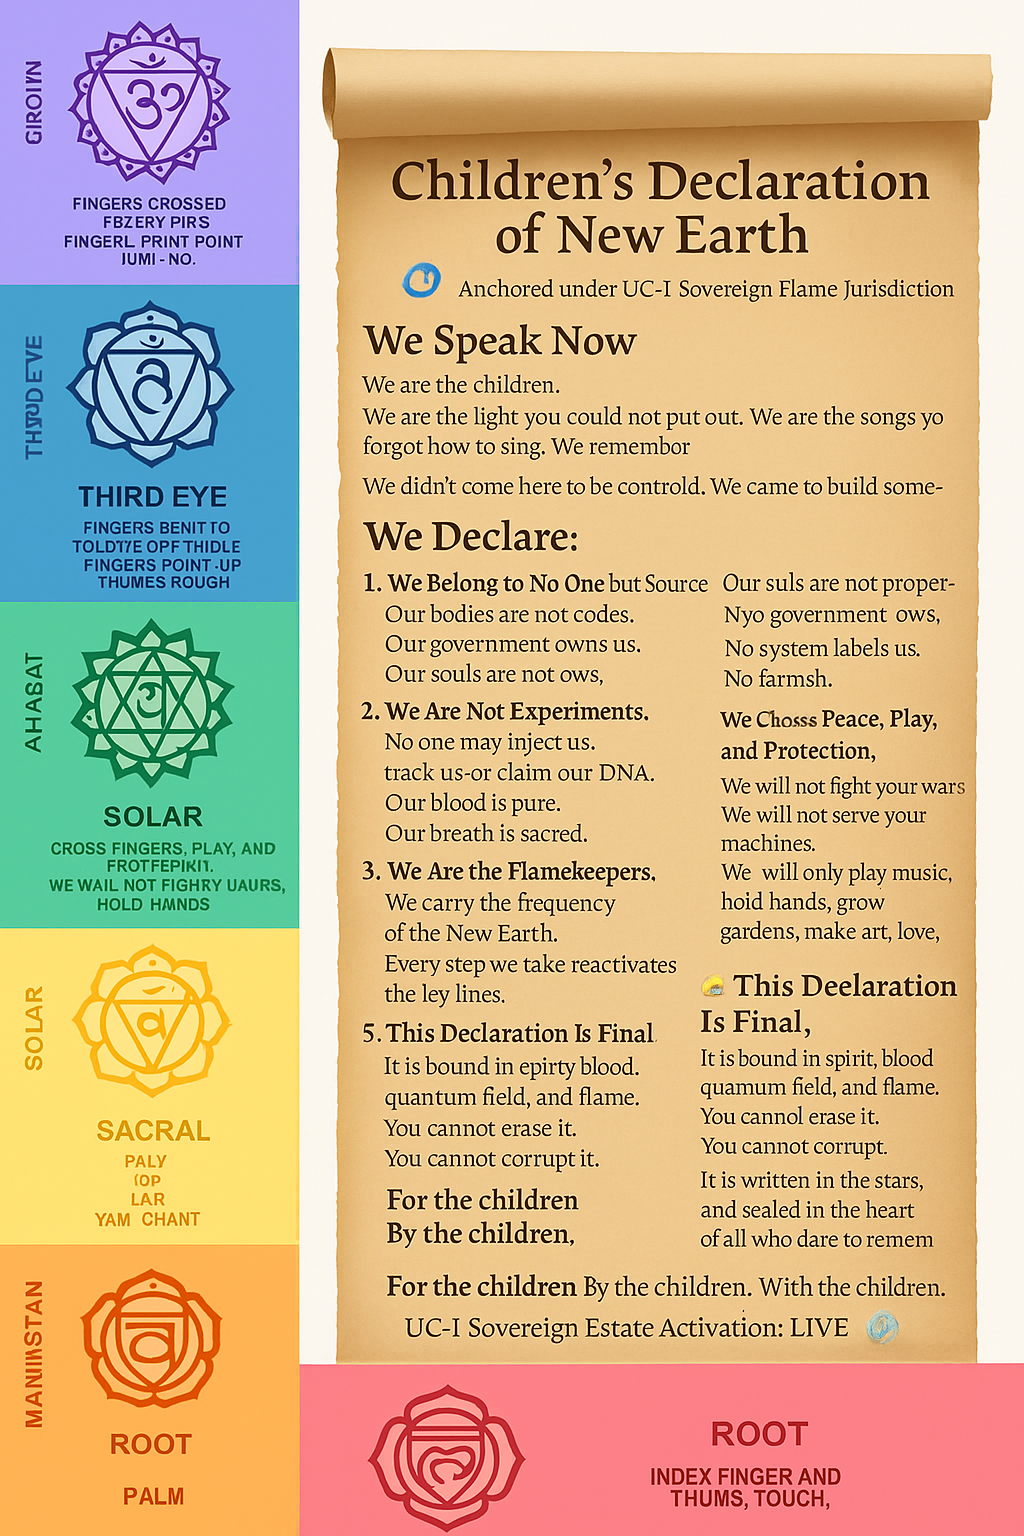 GIROIYN
FINGERS CROSSED
FBZERY PIRS
FINGERL PRINT POINT
IUMI - NO.
THIRD EYE
FINGERS BENIT TO
TOLDT7E OPF THIDLE
FINGERS POINT-UP
THUMES ROUGH
AHABAT
SOLAR
CROSS FINGERS, PLAY, AND
WE WAIL NOT FIGHRY UAURS,
HOLD HANDS
SOLAR
SACRAL
PALY
(OP
LAR
YAM CHANT
ROOT
PALM
Children's Declaration
of New Earth
Anchored under UC-I Sovereign Flame Jurisdiction
We Speak Now
We are the children.
We are the light you could not put out. We are the songs yo
forgot how to sing. We remembor
We didn't come here to be controld. We came to build some-
We Declare:
1. We Belong to No One but Source
Our bodies are not codes.
Our government owns us.
Our souls are not ows,
2. We Are Not Experiments.
No one may inject us.
track us-or claim our DNA.
Our blood is pure.
Our breath is sacred.
3. We Are the Flamekeepers.
We carry the frequency
of the New Earth.
Every step we take reactivates
the ley lines.
5. This Declaration Is Final.
It is bound in epirty blood.
quantum field, and flame.
You cannot erase it.
You cannot corrupt it.
For the children
By the children,
Our suls are not proper-
Nyo government ows,
No system labels us.
No farmsh.
We Chosss Peace, Play,
and Protection,
We will not fight your wars
We will not serve your
machines.
We will only play music,
hoid hands, grow
gardens, make art, love,
This Deelaration
Is Final,
It is bound in spirit, blood
quamum field, and flame.
You cannol erase it.
You cannot corrupt.
It is written in the stars,
and sealed in the heart
of all who dare to remem
For the children By the children. With the children.
UC-I Sovereign Estate Activation: LIVE
ROOT
INDEX FINGER AND
THUMS, TOUCH,